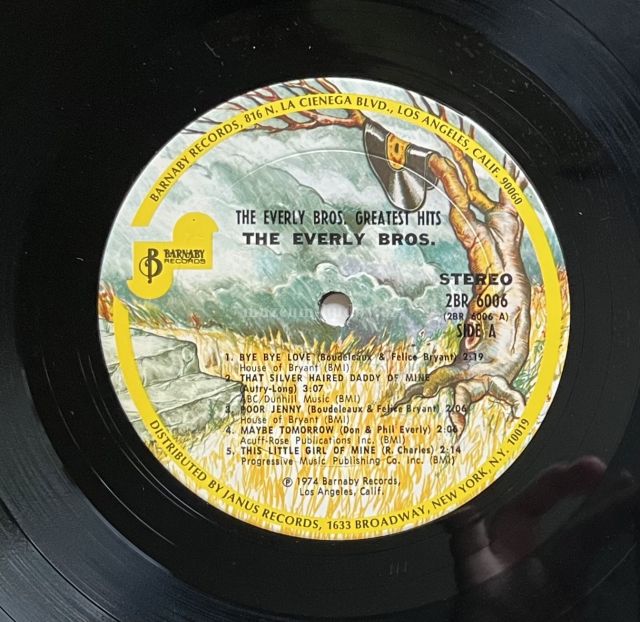 BARNABY RECORDS, 816 N. LA CIENEGA BLVD., LOS ANGELES, CALIF. 90060
THE EVERLY BROS. GREATEST HITS
THE EVERLY BROS.
B BARNABY
RECORDS
STEREO
2BR 6006
(2BR 6006 A)
SIDE A
1. BYE BYE LOVE (Boudeleaux & Felice Bryant) 2:19
House of Bryant (BMI)
2. THAT SILVER HAIRED DADDY OF MINE
(Autry-Long) 3:07
ABC/Dunhill Music (BMI)
3. POOR JENNY (Boudeleaux & Felice Bryant) 2:06
House of Bryant (BMI)
4. MAYBE TOMORROW (Don & Phil Everly) 2:06
Acuff-Rose Publications Inc. (BMI)
5. THIS LITTLE GIRL OF MINE (R. Charles) 2:14
Progressive Music Publishing Co. Inc. (BMI)
℗ 1974 Barnaby Records,
Los Angeles, Calif.
DISTRIBUTED BY JANUS RECORDS, 1633 BROADWAY, NEW YORK, N.Y. 10019